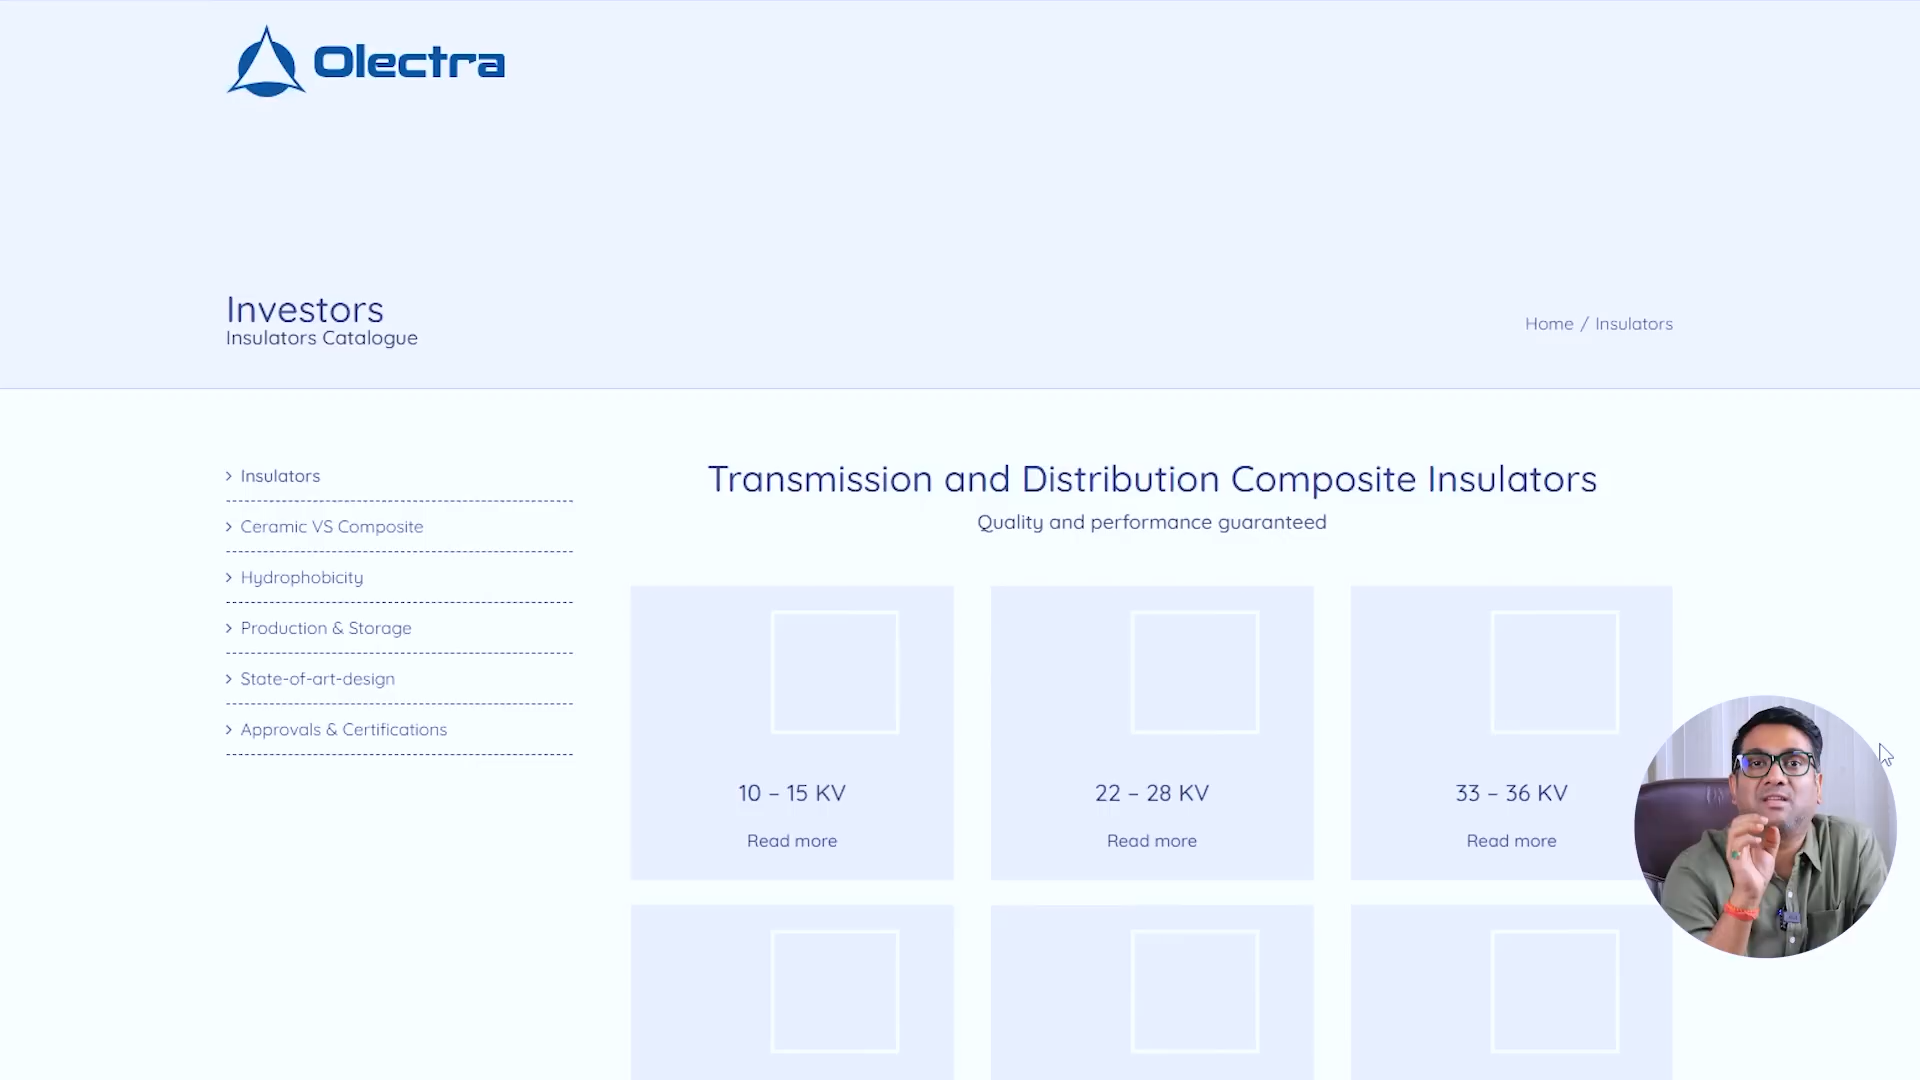 Olectra
Investors
Insulators Catalogue
Home / Insulators
Insulators
Ceramic VS Composite
Hydrophobicity
Production & Storage
State-of-art-design
Approvals & Certifications
Transmission and Distribution Composite Insulators
Quality and performance guaranteed
10 – 15 KV
Read more
22 – 28 KV
Read more
33 – 36 KV
Read more